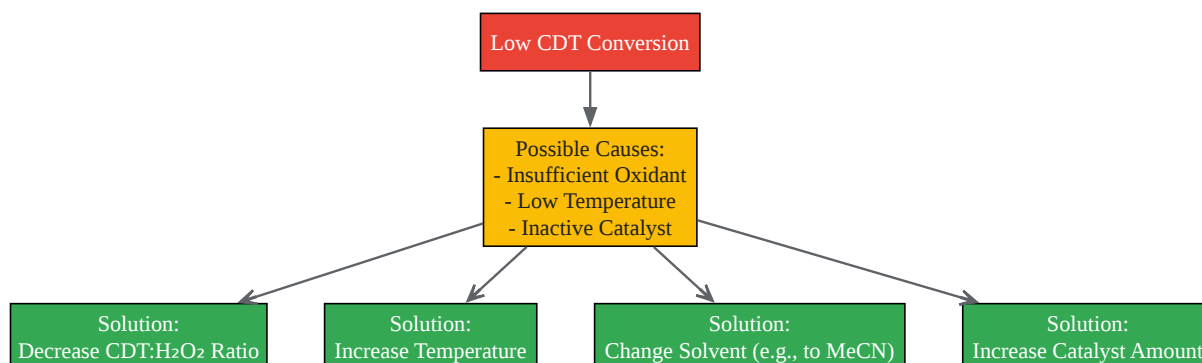 Low CDT Conversion
Possible Causes:
- Insufficient Oxidant
- Low Temperature
- Inactive Catalyst
Solution:
Decrease CDT:H₂O₂ Ratio
Solution:
Increase Temperature
Solution:
Change Solvent (e.g., to MeCN)
Solution:
Increase Catalyst Amount